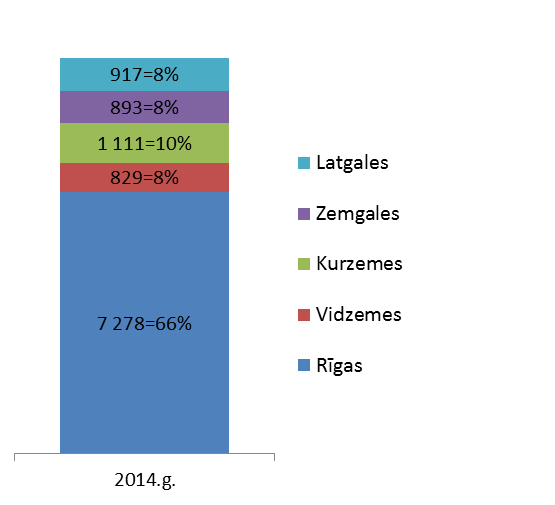 917=8%
893=8%
1 111=10%
829=8%
7 278=66%
2014.g.
Latgales
Zemgales
Kurzemes
Vidzemes
Rīgas